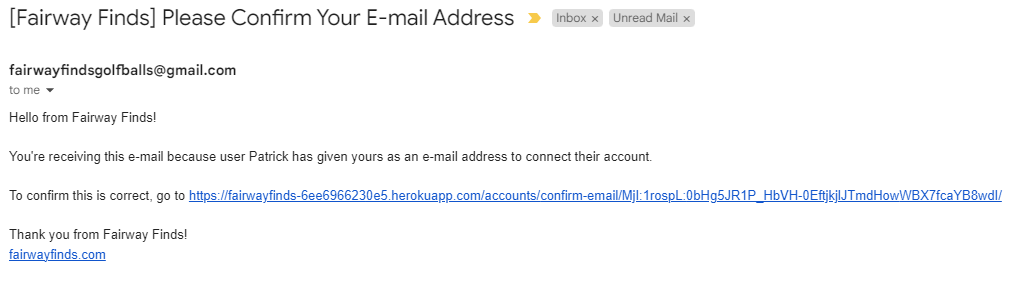 [Fairway Finds] Please Confirm Your E-mail Address Inbox × Unread Mail ×
fairwayfindsgolfballs@gmail.com
to me
Hello from Fairway Finds!
You're receiving this e-mail because user Patrick has given yours as an e-mail address to connect their account.
To confirm this is correct, go to https://fairwayfinds-6ee6966230e5.herokuapp.com/accounts/confirm-email/MjI:1rospL:0bHg5JR1P_HbVH-0EftjkjlJTmdHowWBX7fcaYB8wdI/
Thank you from Fairway Finds!
fairwayfinds.com